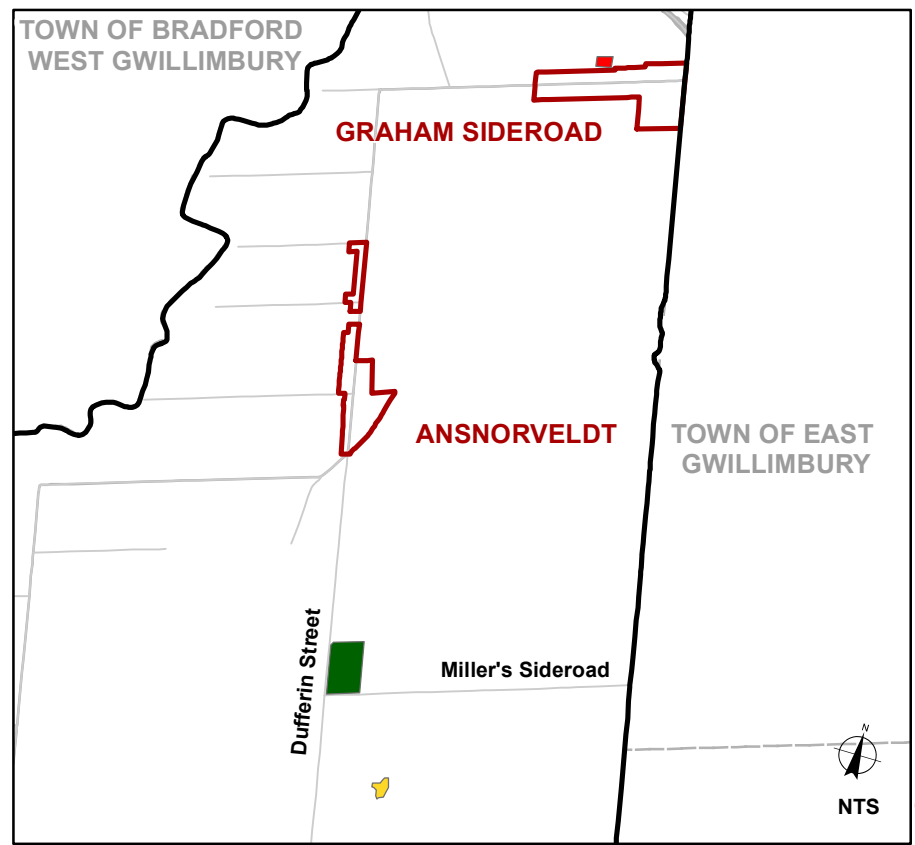 TOWN OF BRADFORD
WEST GWILLIMBURY
GRAHAM SIDEROAD
ANSNORVELDT
TOWN OF EAST
GWILLIMBURY
Dufferin Street
Miller's Sideroad
N
NTS